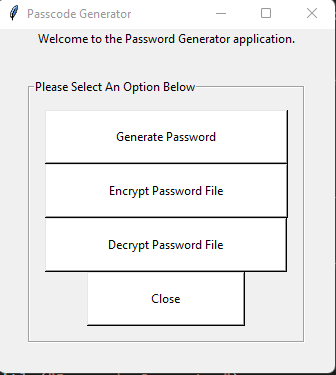 Passcode Generator
Welcome to the Password Generator application.
Please Select An Option Below
Generate Password
Encrypt Password File
Decrypt Password File
Close